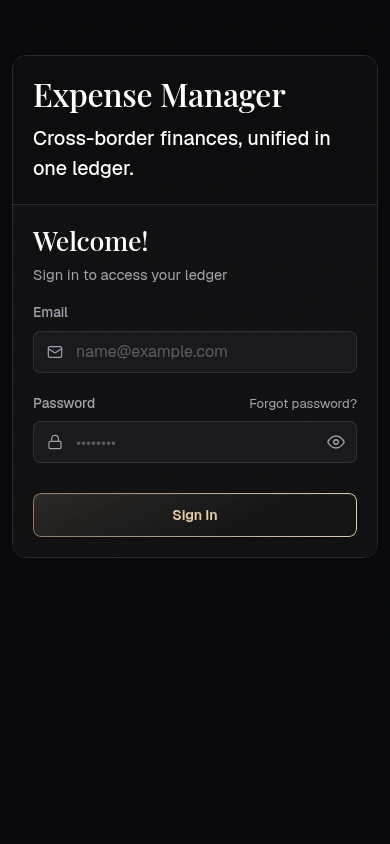 Expense Manager
Cross-border finances, unified in
one ledger.
Welcome!
Sign in to access your ledger
Email
name@example.com
Password
Forgot password?
••••••••
Sign In